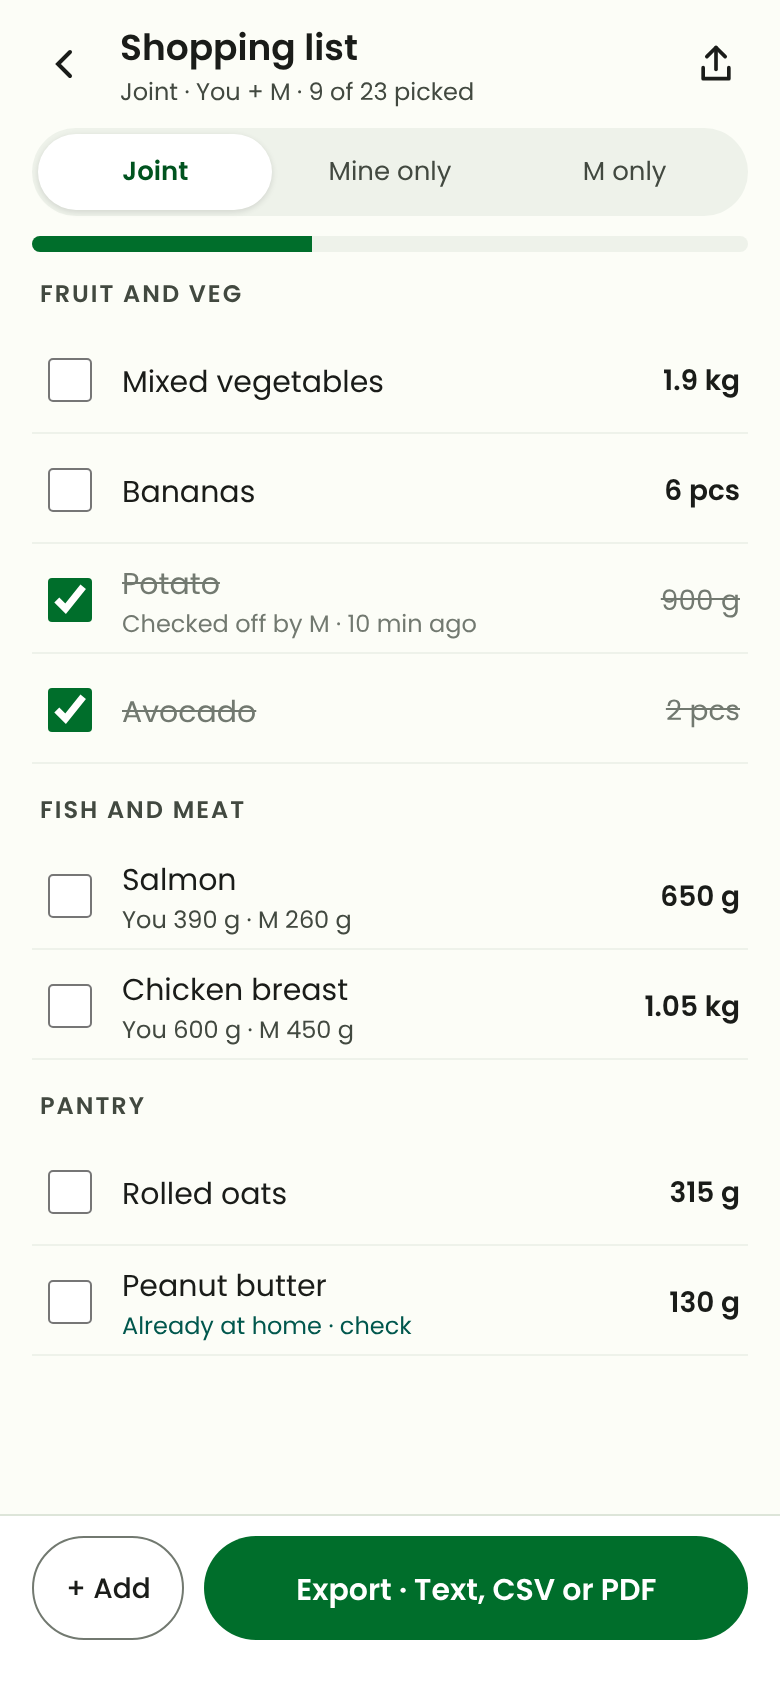 Shopping list
Joint · You + M · 9 of 23 picked
Joint
Mine only
M only
FRUIT AND VEG
Mixed vegetables
1.9 kg
Bananas
6 pcs
Potato
900 g
Checked off by M · 10 min ago
Avocado
2 pcs
FISH AND MEAT
Salmon
650 g
You 390 g · M 260 g
Chicken breast
1.05 kg
You 600 g · M 450 g
PANTRY
Rolled oats
315 g
Peanut butter
130 g
Already at home · check
+ Add
Export · Text, CSV or PDF